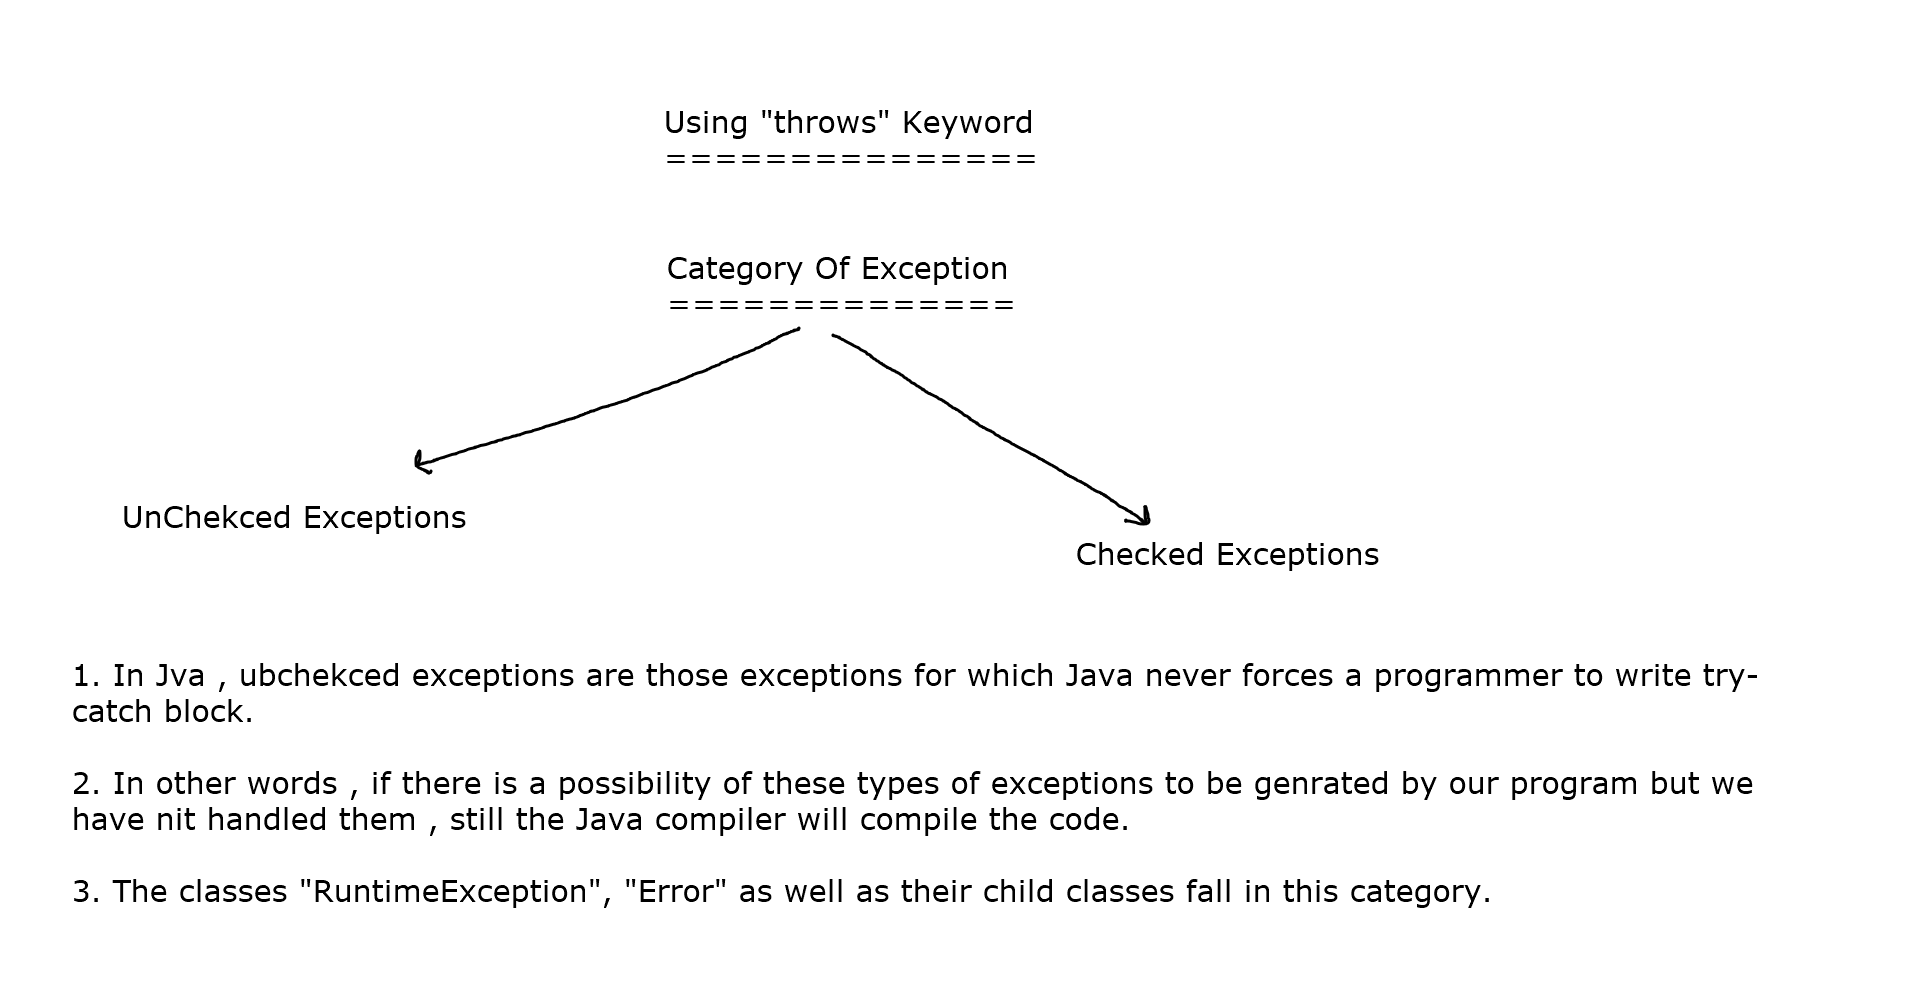 Using "throws" Keyword
===============
Category Of Exception
==============
UnChekced Exceptions
Checked Exceptions
1. In Jva , ubchekced exceptions are those exceptions for which Java never forces a programmer to write try-
catch block.
2. In other words , if there is a possibility of these types of exceptions to be genrated by our program but we
have nit handled them , still the Java compiler will compile the code.
3. The classes "RuntimeException", "Error" as well as their child classes fall in this category.